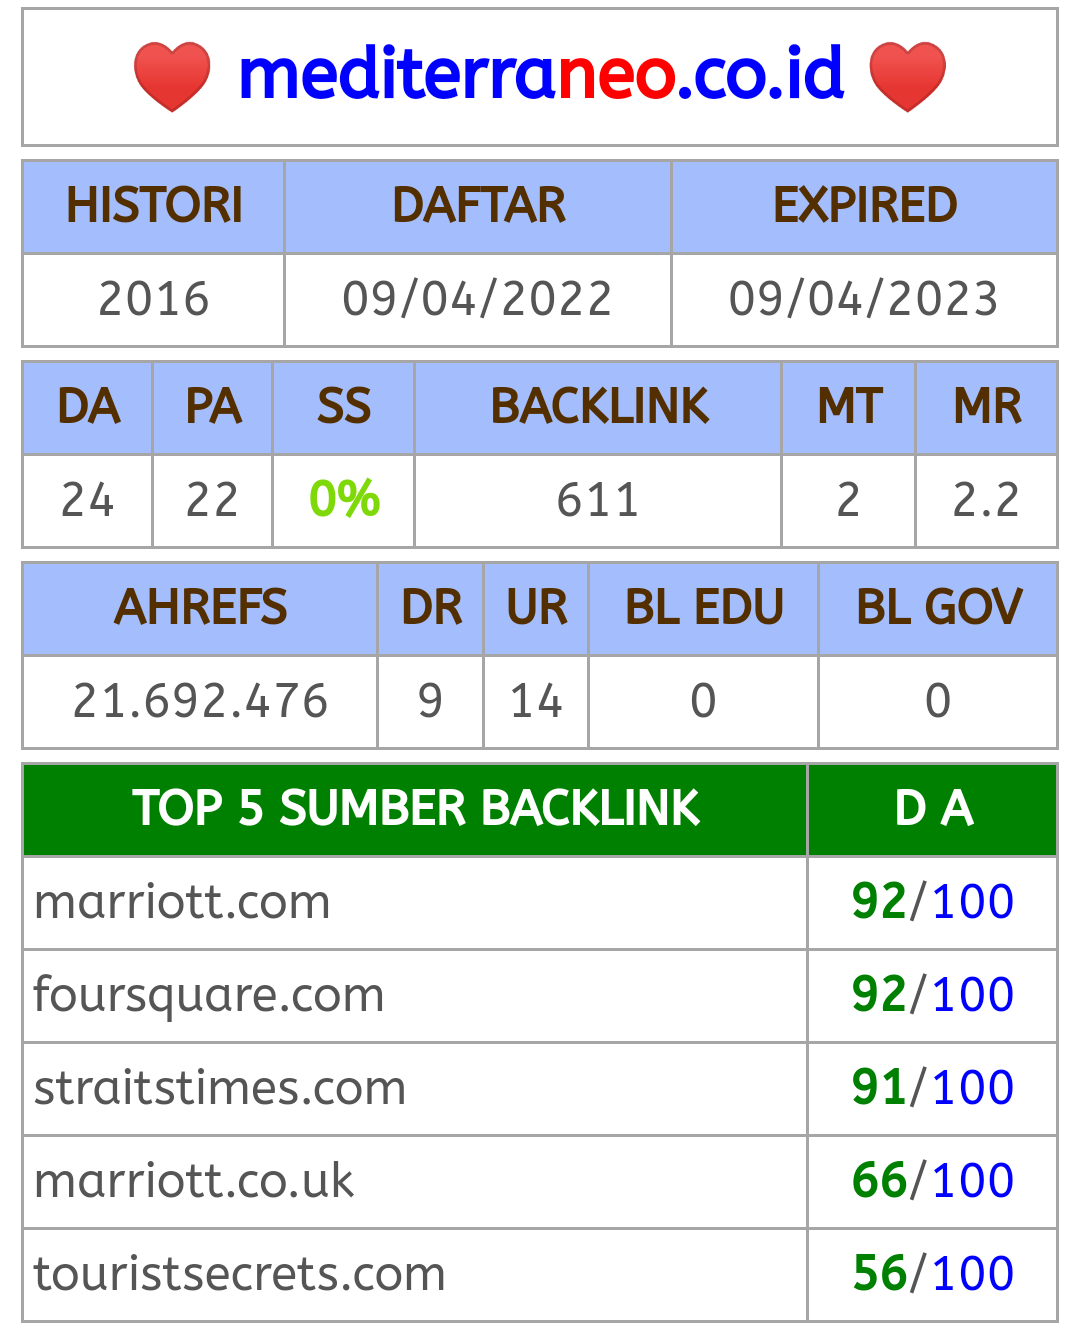 mediterraneo.co.id
HISTORI DAFTAR EXPIRED
2016 09/04/2022 09/04/2023
DA PA SS BACKLINK MT MR
24 22 0% 611 2 2.2
AHREFS DR UR BL EDU BL GOV
21.692.476 9 14 0 0
TOP 5 SUMBER BACKLINK D A
marriott.com 92/100
foursquare.com 92/100
straitstimes.com 91/100
marriott.co.uk 66/100
touristsecrets.com 56/100